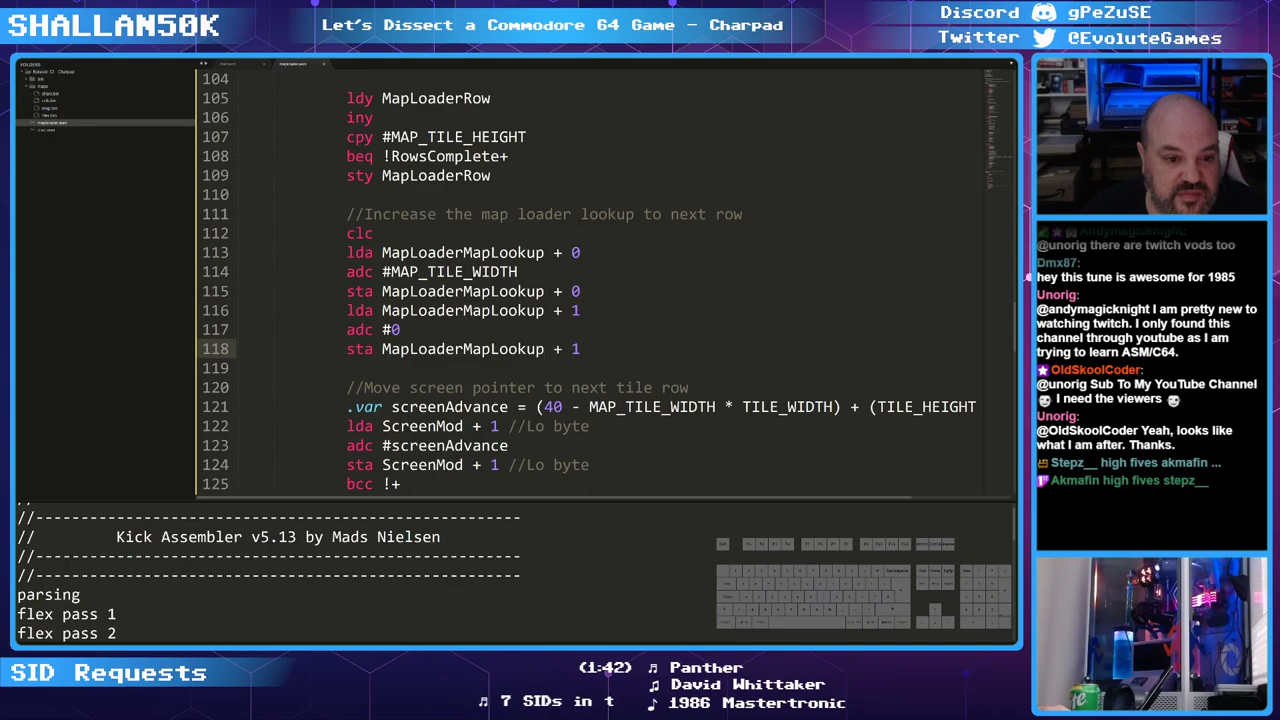 SHALLAN50K
Let's Dissect a Commodore 64 Game - Charpad
Discord gPeZuSE
Twitter @EvoluteGames
FOLDERS
104
105 ldy MapLoaderRow
106 iny
107 cpy #MAP_TILE_HEIGHT
108 beq !RowsComplete+
109 sty MapLoaderRow
110
111 //Increase the map loader lookup to next row
112 clc
113 lda MapLoaderMapLookup + 0
114 adc #MAP_TILE_WIDTH
115 sta MapLoaderMapLookup + 0
116 lda MapLoaderMapLookup + 1
117 adc #0
118 sta MapLoaderMapLookup + 1
119
120 //Move screen pointer to next tile row
121 .var screenAdvance = (40 - MAP_TILE_WIDTH * TILE_WIDTH) + (TILE_HEIGHT
122 lda ScreenMod + 1 //Lo byte
123 adc #screenAdvance
124 sta ScreenMod + 1 //Lo byte
125 bcc !+
//------------------------------------------------------
// Kick Assembler v5.13 by Mads Nielsen
//------------------------------------------------------
//------------------------------------------------------
parsing
flex pass 1
flex pass 2
Andymagicknight:
@unorig there are twitch vods too
Dmx87:
hey this tune is awesome for 1985
Unorig:
@andymagicknight I am pretty new to
watching twitch. I only found this
channel through youtube as I am
trying to learn ASM/C64.
OldSkoolCoder:
@unorig Sub To My YouTube Channel
I need the viewers
Unorig:
@OldSkoolCoder Yeah, looks like
what I am after. Thanks.
Stepz__ high fives akmafin ...
Akmafin high fives stepz__
SID Requests
♬ 7 SIDs in t
(1:42) ♬ Panther
♫ David Whittaker
♪ 1986 Mastertronic